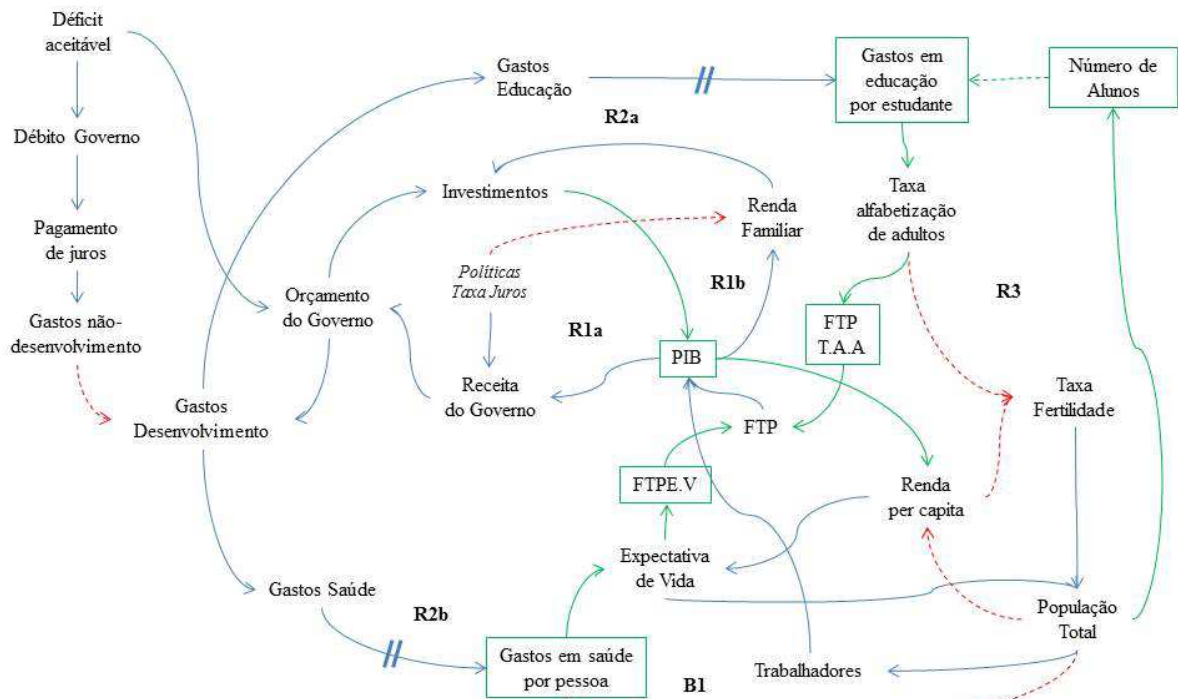 Déficit
aceitável
Gastos
Educação
Gastos em
educação
por estudante
Número de
Alunos
Débito Governo
R2a
Investimentos
Renda
Familiar
Taxa
alfabetização
de adultos
Pagamento
de juros
Políticas
Taxa Juros
R1b
R3
Orçamento
do Governo
Gastos não-
desenvolvimento
R1a
FTP
T.A.A
PIB
Receita
do Governo
Taxa
Fertilidade
Gastos
Desenvolvimento
FTP
FTPE.V
Renda
per capita
Expectativa
de Vida
Gastos Saúde
R2b
População
Total
Gastos em saúde
por pessoa
Trabalhadores
B1